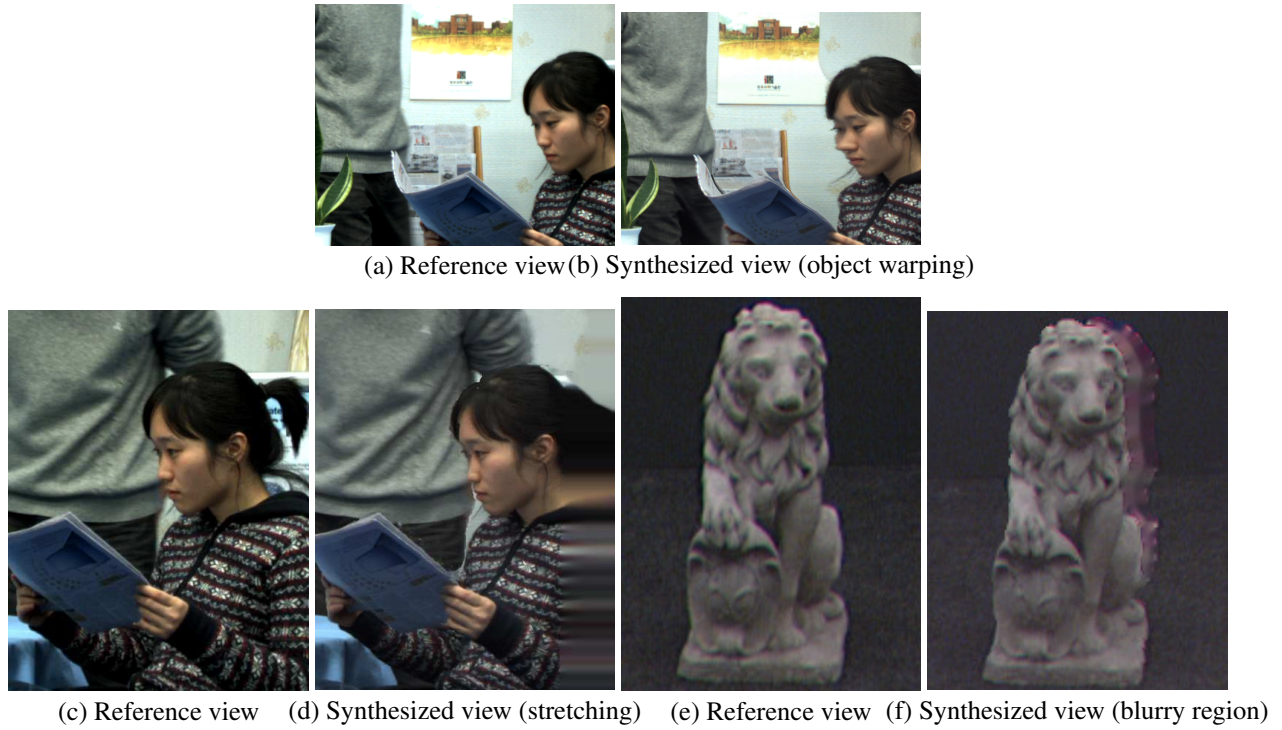 (a) Reference view (b) Synthesized view (object warping)
(c) Reference view (d) Synthesized view (stretching) (e) Reference view (f) Synthesized view (blurry region)